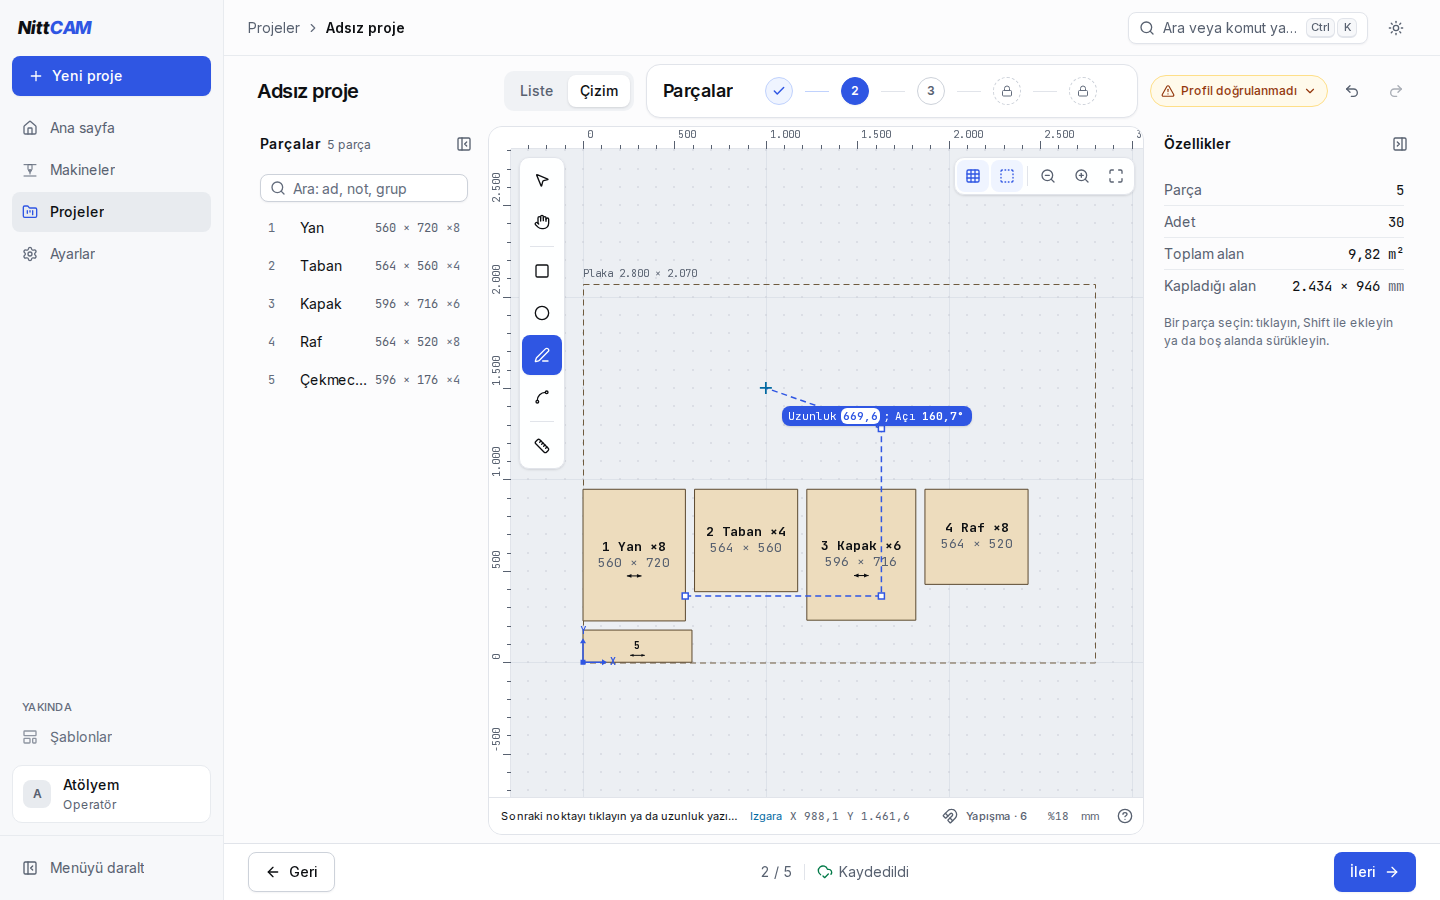 NittCAM
Projeler > Adsız proje
Ara veya komut ya...
Ctrl K
Yeni proje
Ana sayfa
Makineler
Projeler
Ayarlar
YAKINDA
Şablonlar
A
Atölyem
Operatör
Menüyü daralt
Adsız proje
Liste
Çizim
Parçalar
2
3
Profil doğrulanmadı
Parçalar 5 parça
Ara: ad, not, grup
1 Yan 560 × 720 ×8
2 Taban 564 × 560 ×4
3 Kapak 596 × 716 ×6
4 Raf 564 × 520 ×8
5 Çekmec... 596 × 176 ×4
0 500 1.000 1.500 2.000 2.500 3
2.500
2.000
1.500
1.000
500
0
-500
Plaka 2.800 × 2.070
Uzunluk 669,6 ; Açı 160,7°
1 Yan ×8
560 × 720
2 Taban ×4
564 × 560
3 Kapak ×6
596 × 716
4 Raf ×8
564 × 520
5
Y
X
Sonraki noktayı tıklayın ya da uzunluk yazı...
Izgara
X 988,1 Y 1.461,6
Yapışma · 6
%18
mm
Özellikler
Parça 5
Adet 30
Toplam alan 9,82 m²
Kapladığı alan 2.434 × 946 mm
Bir parça seçin: tıklayın, Shift ile ekleyin
ya da boş alanda sürükleyin.
Geri
2 / 5
Kaydedildi
İleri